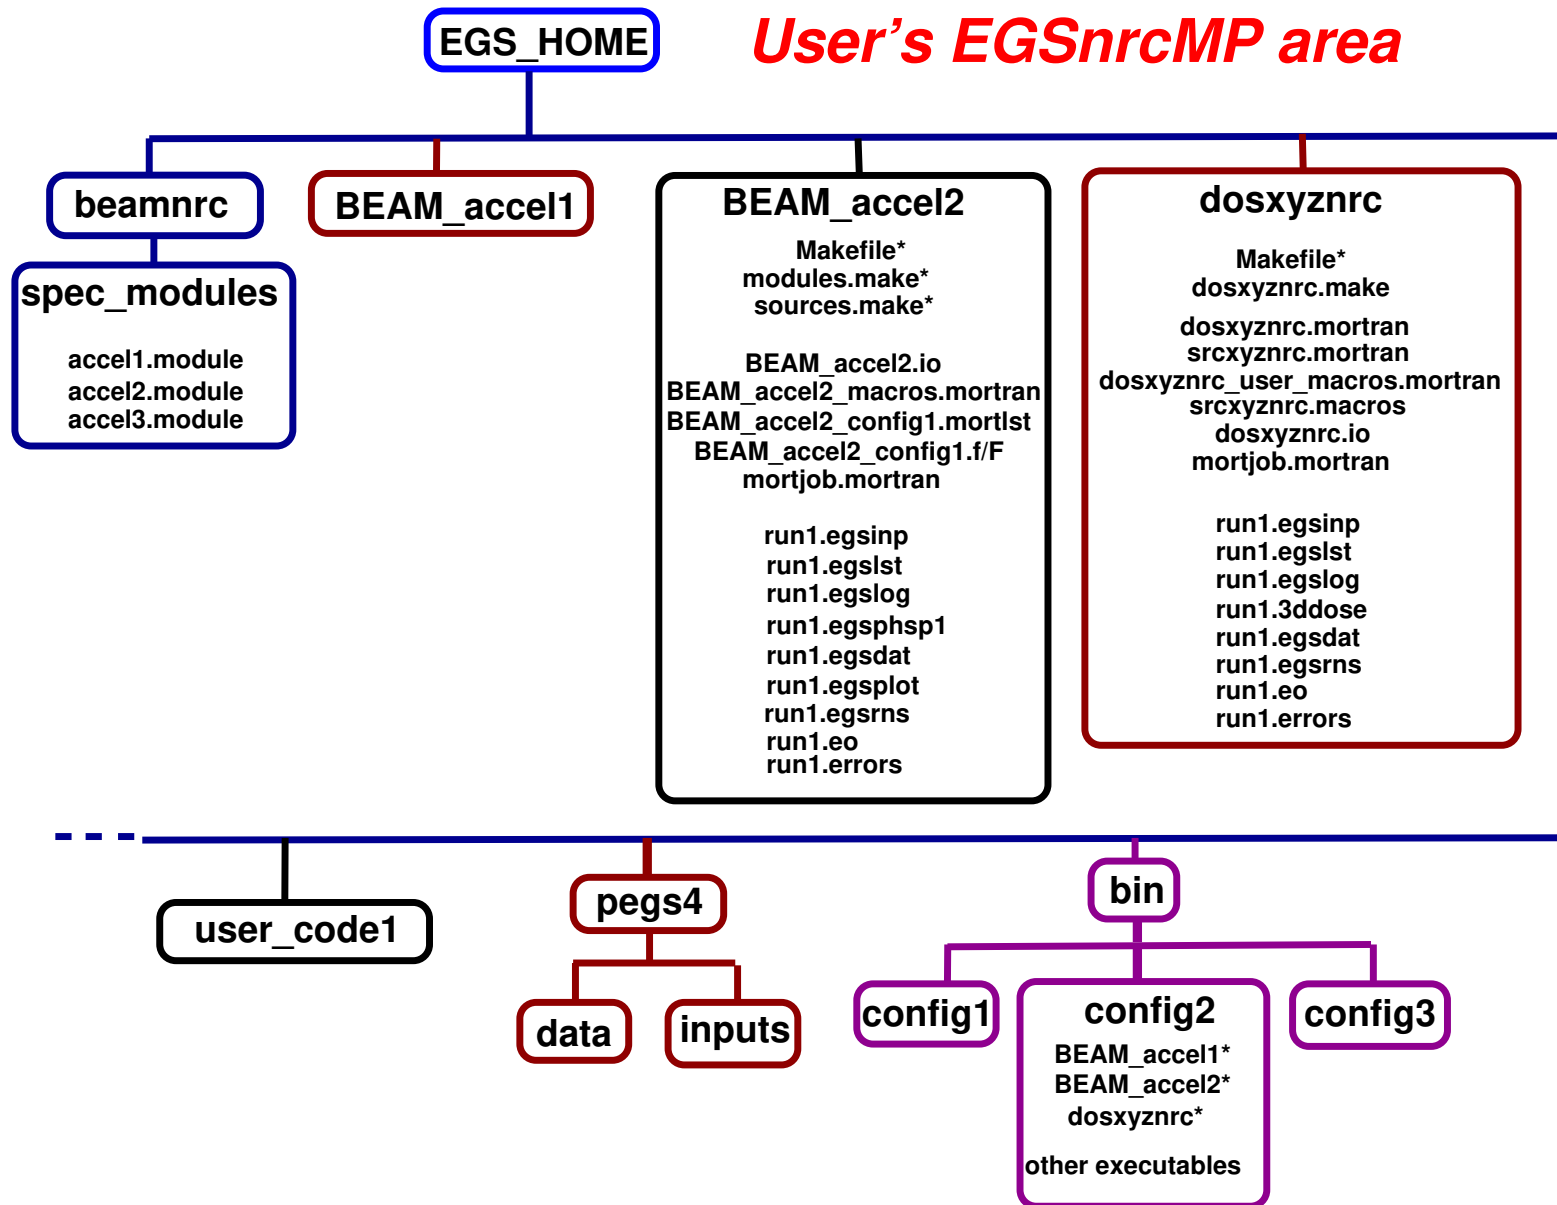 EGS_HOME
User's EGSnrcMP area
beamnrc
spec_modules
accel1.module
accel2.module
accel3.module
BEAM_accel1
BEAM_accel2
Makefile*
modules.make*
sources.make*
BEAM_accel2.io
BEAM_accel2_macros.mortran
BEAM_accel2_config1.mortlst
BEAM_accel2_config1.f/F
mortjob.mortran
run1.egsinp
run1.egslst
run1.egslog
run1.egsphsp1
run1.egsdat
run1.egsplot
run1.egsrns
run1.eo
run1.errors
dosxyznrc
Makefile*
dosxyznrc.make
dosxyznrc.mortran
srcxyznrc.mortran
dosxyznrc_user_macros.mortran
srcxyznrc.macros
dosxyznrc.io
mortjob.mortran
run1.egsinp
run1.egslst
run1.egslog
run1.3ddose
run1.egsdat
run1.egsrns
run1.eo
run1.errors
user_code1
pegs4
data
inputs
bin
config1
config2
BEAM_accel1*
BEAM_accel2*
dosxyznrc*
other executables
config3